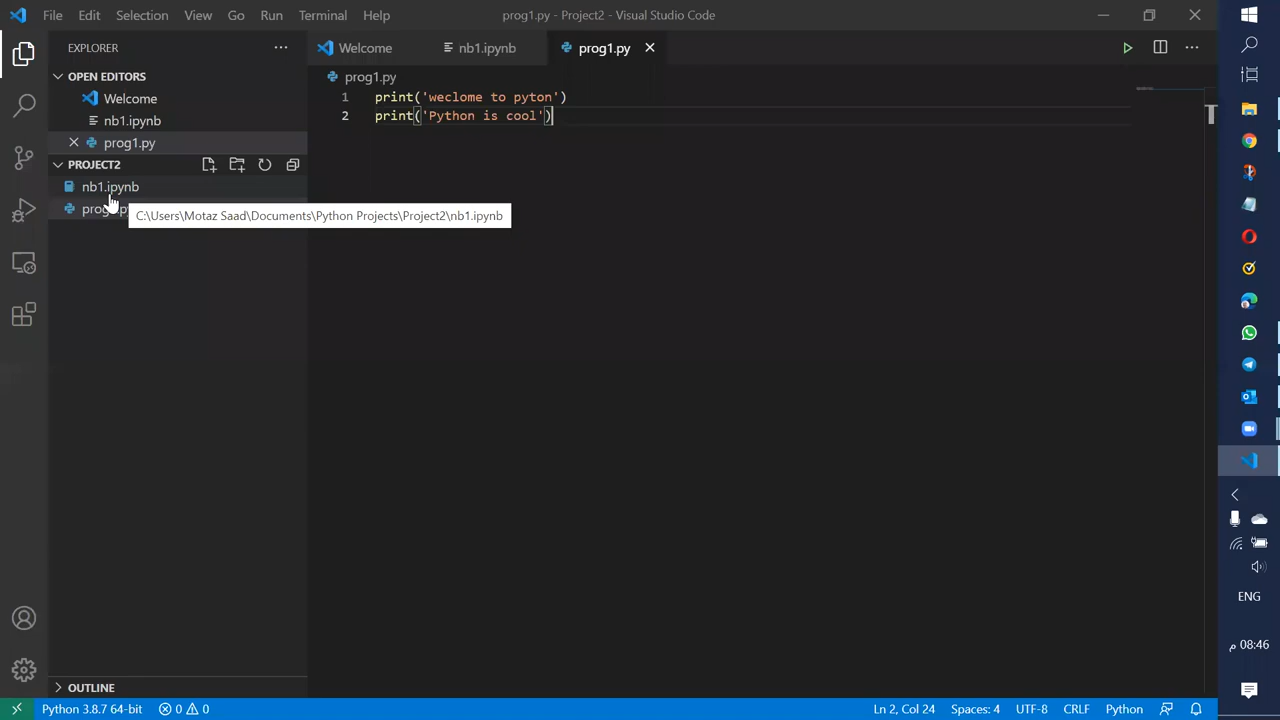 File Edit Selection View Go Run Terminal Help prog1.py - Project2 - Visual Studio Code
EXPLORER
Welcome nb1.ipynb prog1.py
OPEN EDITORS
Welcome
nb1.ipynb
prog1.py
PROJECT2
nb1.ipynb
C:\Users\Motaz Saad\Documents\Python Projects\Project2\nb1.ipynb
prog1.py
1 print('weclome to pyton')
2 print('Python is cool')
OUTLINE
Python 3.8.7 64-bit 0 0 Ln 2, Col 24 Spaces: 4 UTF-8 CRLF Python
ENG
08:46 م